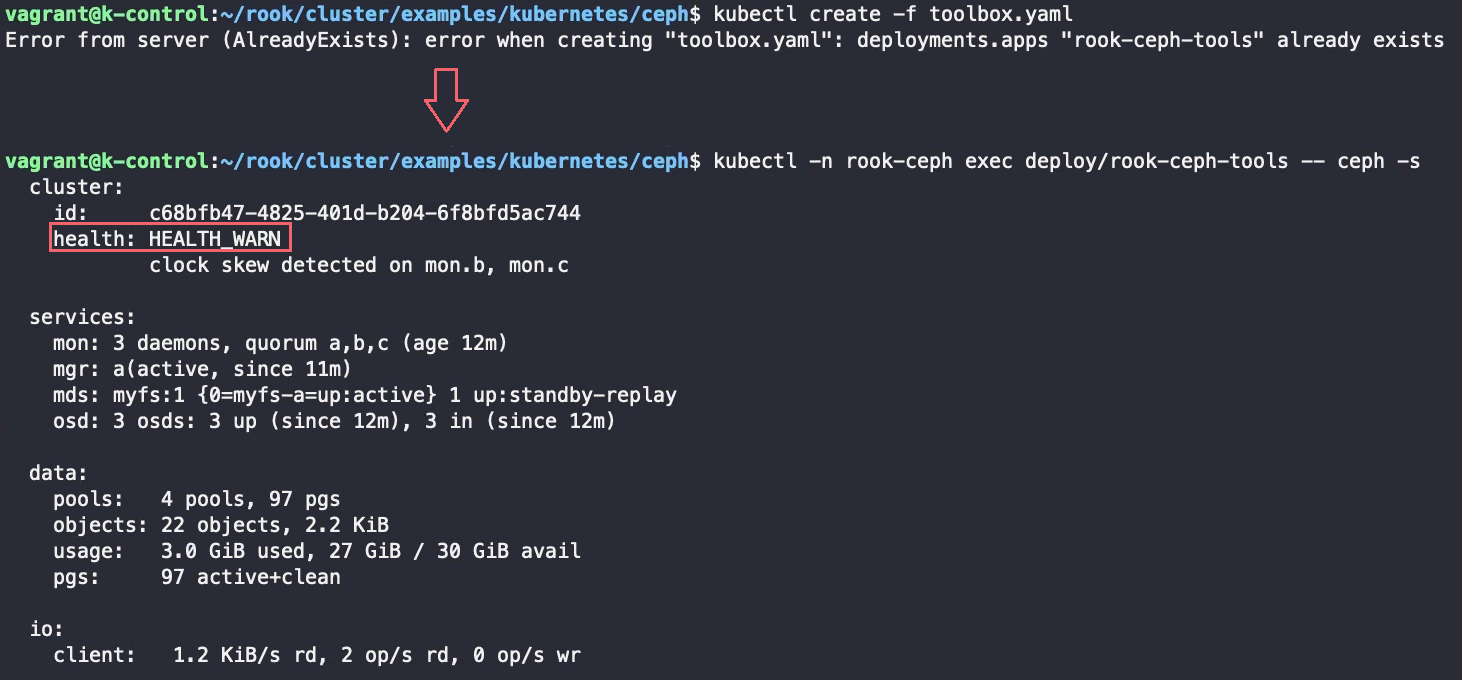 vagrant@k-control:~/rook/cluster/examples/kubernetes/ceph$ kubectl create -f toolbox.yaml
Error from server (AlreadyExists): error when creating "toolbox.yaml": deployments.apps "rook-ceph-tools" already exists
vagrant@k-control:~/rook/cluster/examples/kubernetes/ceph$ kubectl -n rook-ceph exec deploy/rook-ceph-tools -- ceph -s
  cluster:
    id:     c68bfb47-4825-401d-b204-6f8bfd5ac744
    health: HEALTH_WARN
            clock skew detected on mon.b, mon.c
  services:
    mon: 3 daemons, quorum a,b,c (age 12m)
    mgr: a(active, since 11m)
    mds: myfs:1 {0=myfs-a=up:active} 1 up:standby-replay
    osd: 3 osds: 3 up (since 12m), 3 in (since 12m)
  data:
    pools:   4 pools, 97 pgs
    objects: 22 objects, 2.2 KiB
    usage:   3.0 GiB used, 27 GiB / 30 GiB avail
    pgs:     97 active+clean
  io:
    client:   1.2 KiB/s rd, 2 op/s rd, 0 op/s wr